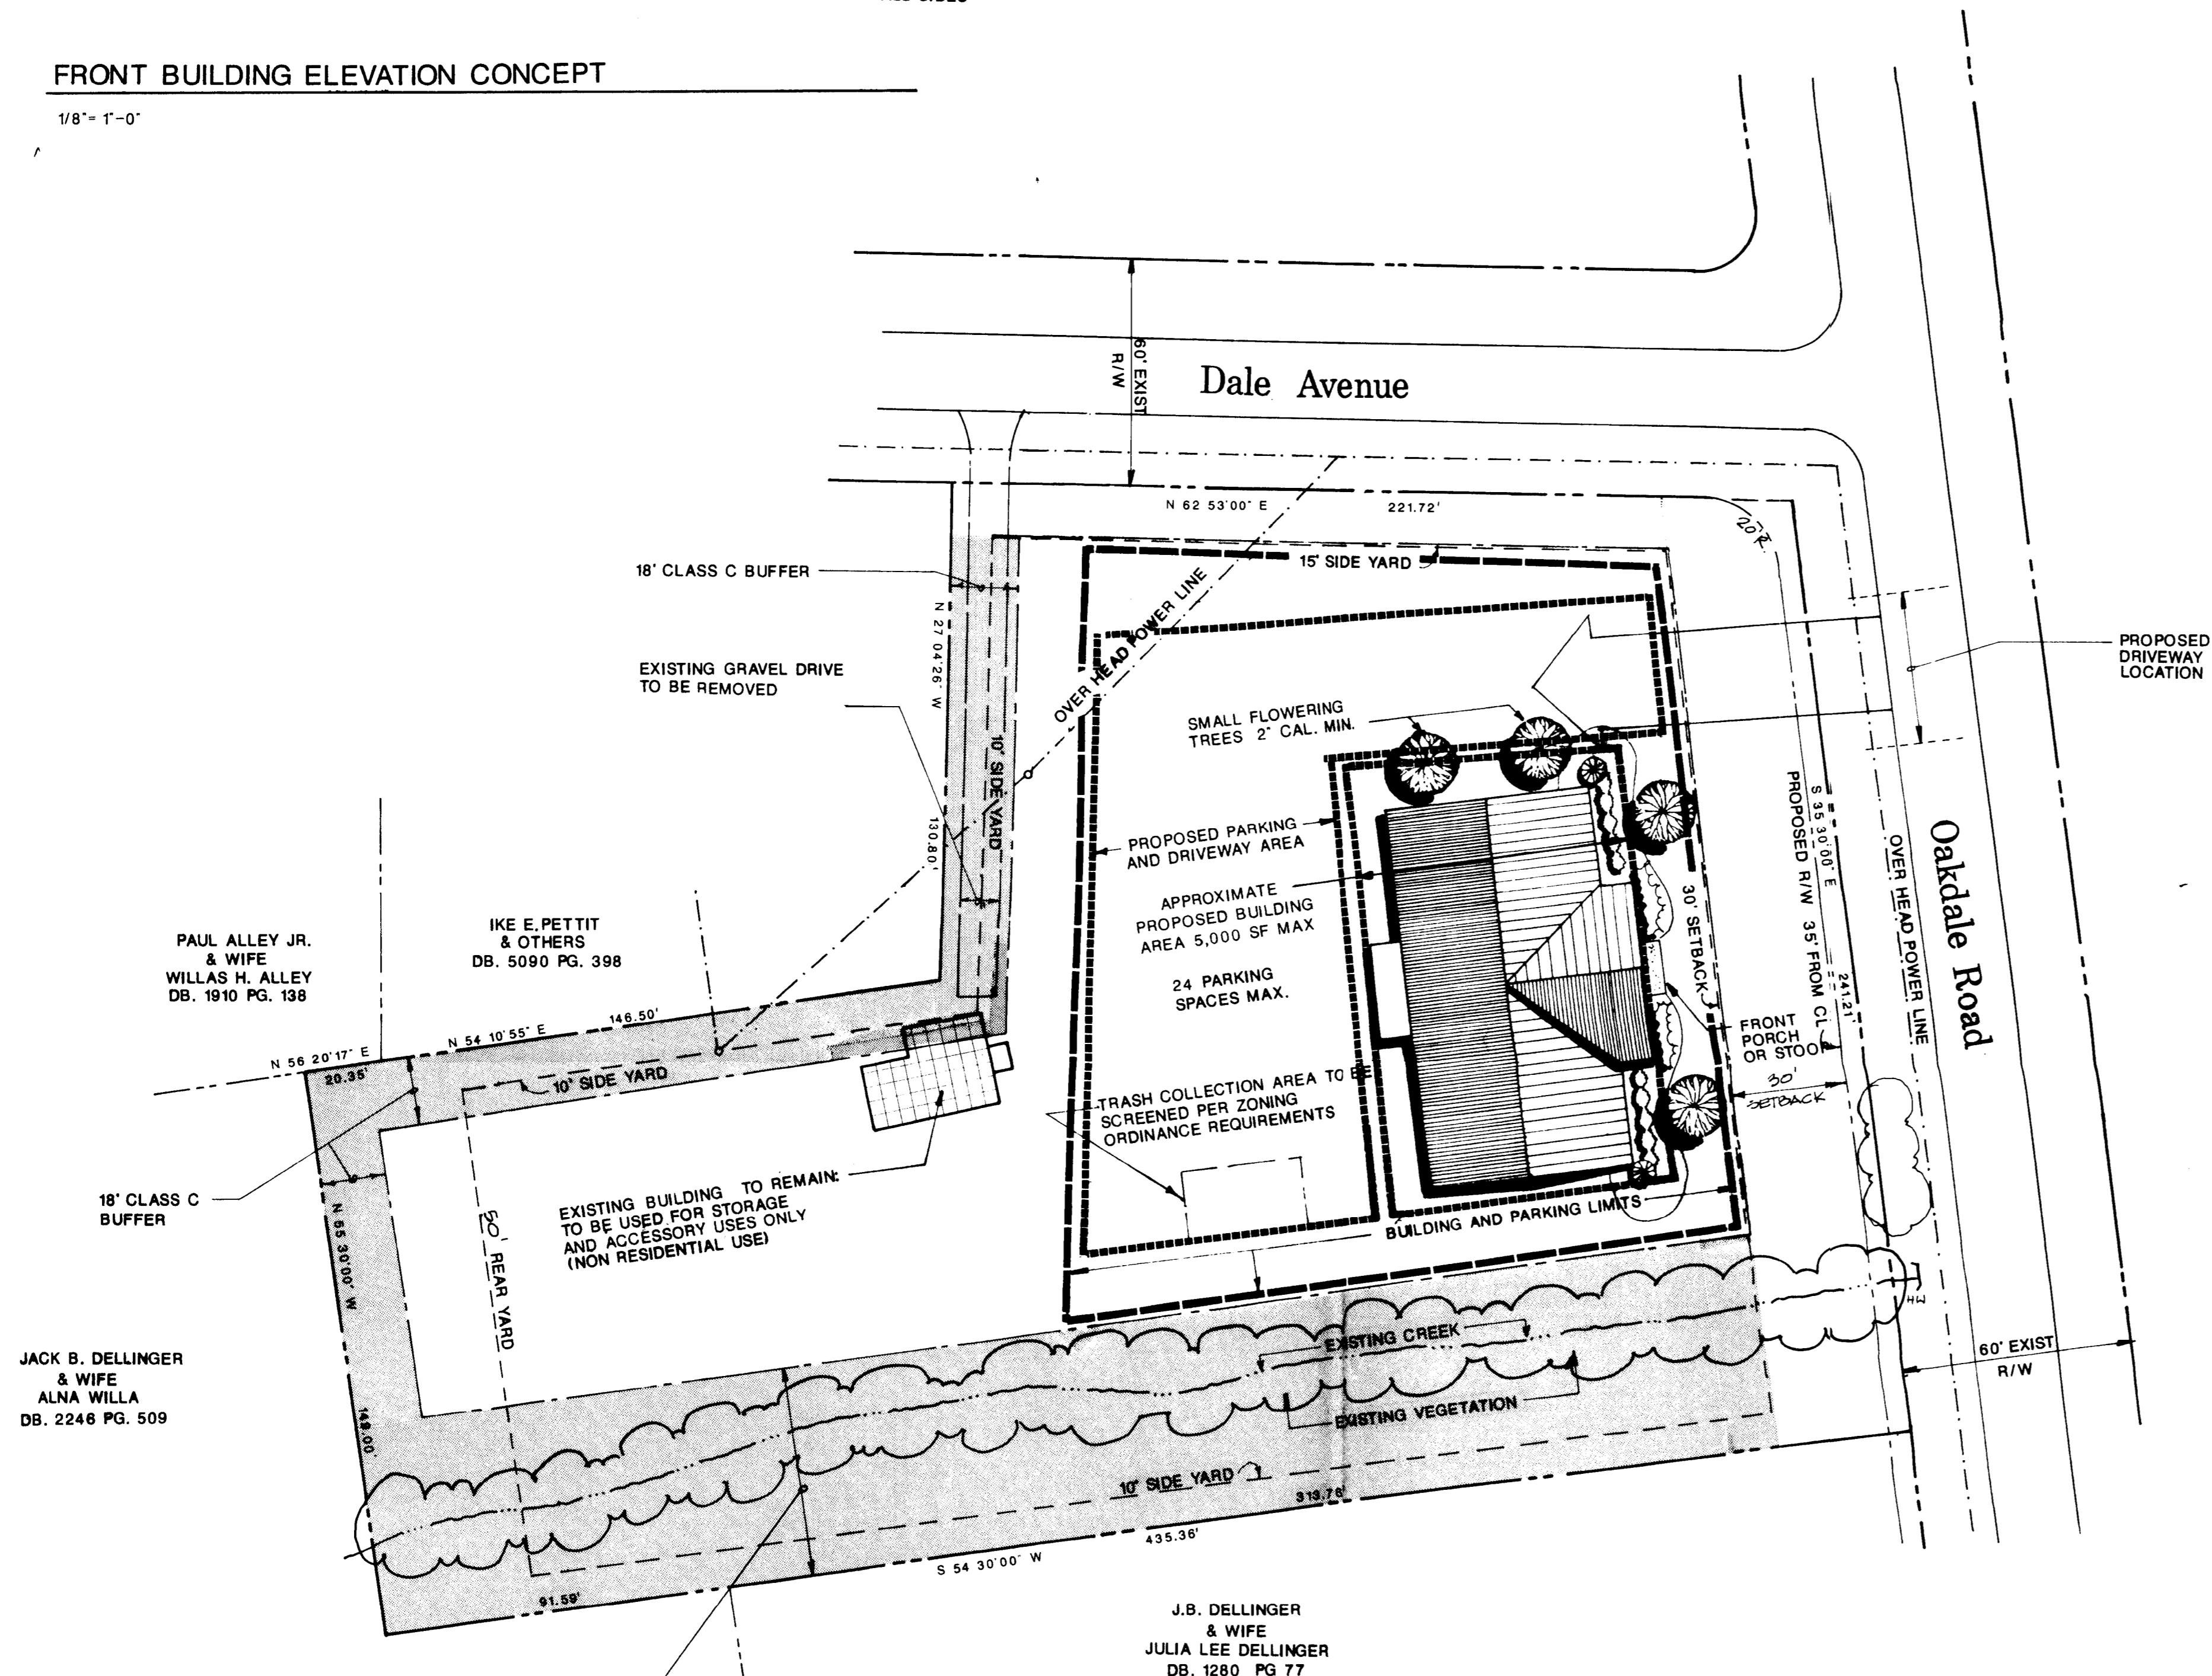 FRONT BUILDING ELEVATION CONCEPT
1/8"= 1"-0"
60' EXIST
R/W
Dale Avenue
N 62 53'00" E
221.72'
20' R.
15' SIDE YARD
18' CLASS C BUFFER
N 27 04'26" W
OVER HEAD POWER LINE
EXISTING GRAVEL DRIVE
TO BE REMOVED
PROPOSED
DRIVEWAY
LOCATION
SMALL FLOWERING
TREES 2" CAL. MIN.
10' SIDE YARD
130.80'
PROPOSED PARKING
AND DRIVEWAY AREA
APPROXIMATE
PROPOSED BUILDING
AREA 5,000 SF MAX
24 PARKING
SPACES MAX.
30' SETBACK
PROPOSED R/W 35' FROM CL
S 35 30'00" E
241.21'
OVER HEAD POWER LINE
Oakdale Road
PAUL ALLEY JR.
& WIFE
WILLAS H. ALLEY
DB. 1910 PG. 138
IKE E. PETTIT
& OTHERS
DB. 5090 PG. 398
N 56 20'17" E
20.35'
N 54 10'55" E
146.50'
10' SIDE YARD
FRONT
PORCH
OR STOOP
30'
SETBACK
TRASH COLLECTION AREA TO BE
SCREENED PER ZONING
ORDINANCE REQUIREMENTS
18' CLASS C
BUFFER
N 55 30'00" W
149.00'
50' REAR YARD
EXISTING BUILDING TO REMAIN:
TO BE USED FOR STORAGE
AND ACCESSORY USES ONLY
(NON RESIDENTIAL USE)
BUILDING AND PARKING LIMITS
HW
EXISTING CREEK
EXISTING VEGETATION
60' EXIST
R/W
JACK B. DELLINGER
& WIFE
ALNA WILLA
DB. 2246 PG. 509
10' SIDE YARD
313.76'
435.36'
S 54 30'00" W
91.59'
J.B. DELLINGER
& WIFE
JULIA LEE DELLINGER
DB. 1280 PG 77